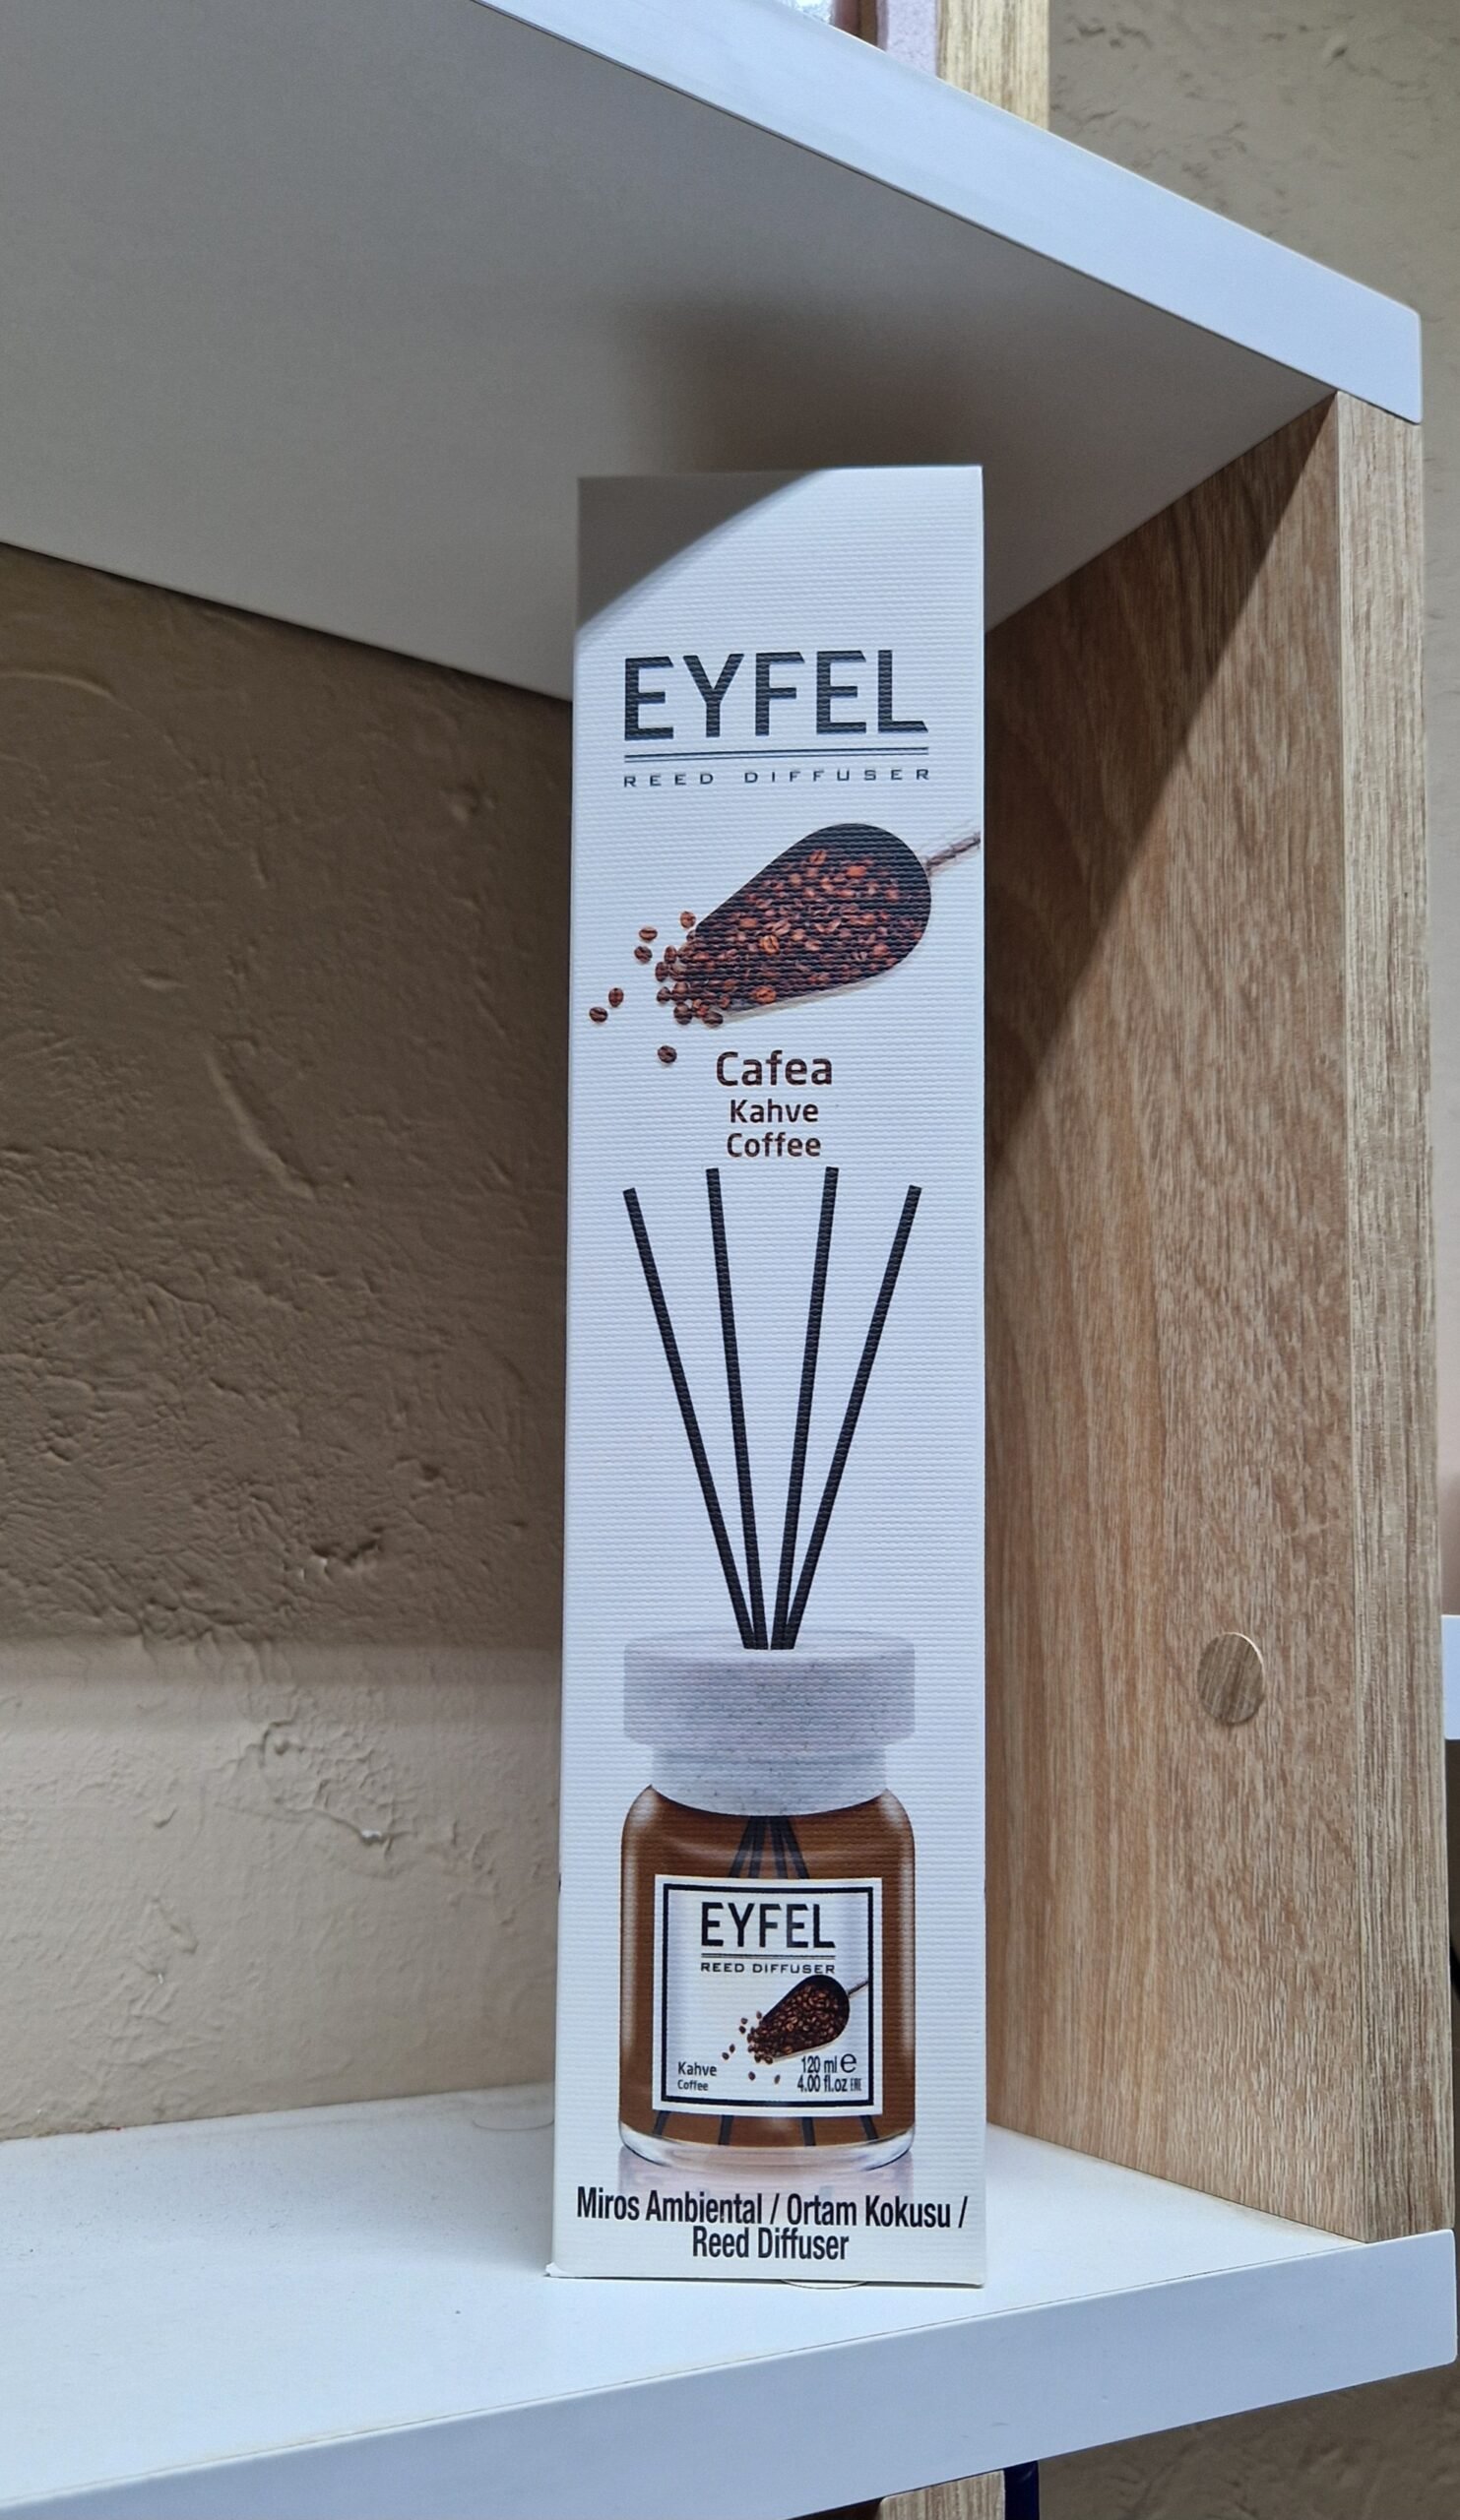 EYFEL
REED DIFFUSER
Cafea
Kahve
Coffee
EYFEL
REED DIFFUSER
Kahve
Coffee
120 ml e
4.00 fl.oz
Miros Ambiental / Ortam Kokusu /
Reed Diffuser